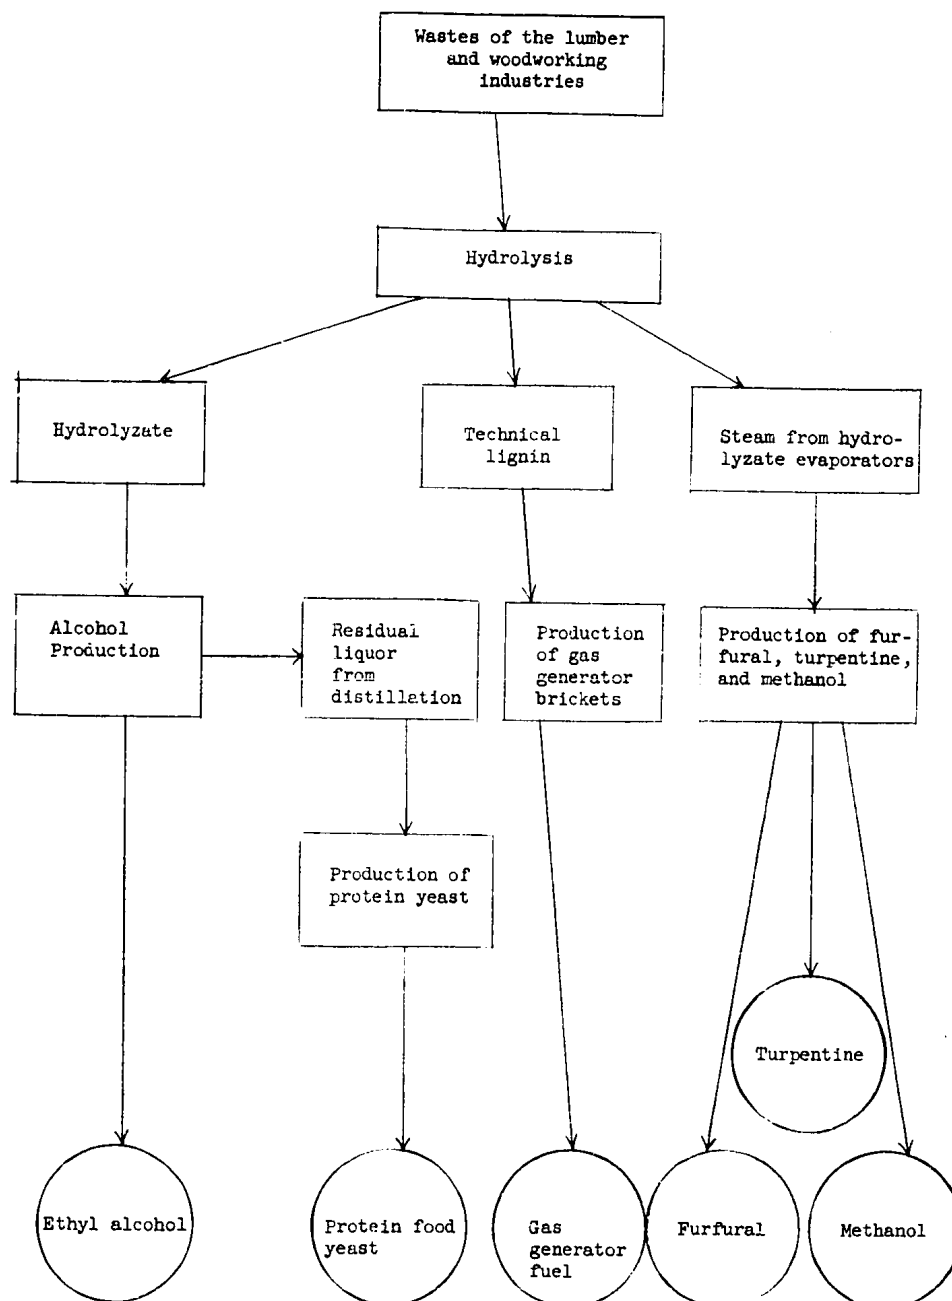 Wastes of the lumber
and woodworking
industries
Hydrolysis
Hydrolyzate
Technical
lignin
Steam from hydro-
lyzate evaporators
Alcohol
Production
Residual
liquor
from
distillation
Production
of gas
generator
brickets
Production of fur-
fural, turpentine,
and methanol
Production of
protein yeast
Turpentine
Ethyl alcohol
Protein food
yeast
Gas
generator
fuel
Furfural
Methanol